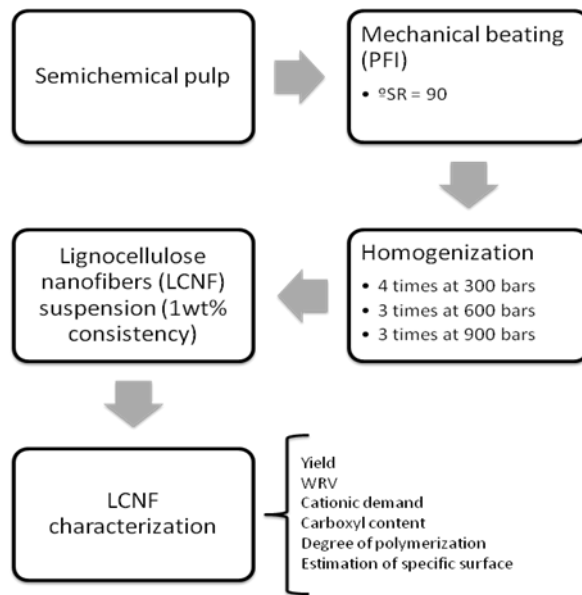 Semichemical pulp
Mechanical beating
(PFI)
• ºSR = 90
Homogenization
• 4 times at 300 bars
• 3 times at 600 bars
• 3 times at 900 bars
Lignocellulose
nanofibers (LCNF)
suspension (1wt%
consistency)
LCNF
characterization
Yield
WRV
Cationic demand
Carboxyl content
Degree of polymerization
Estimation of specific surface